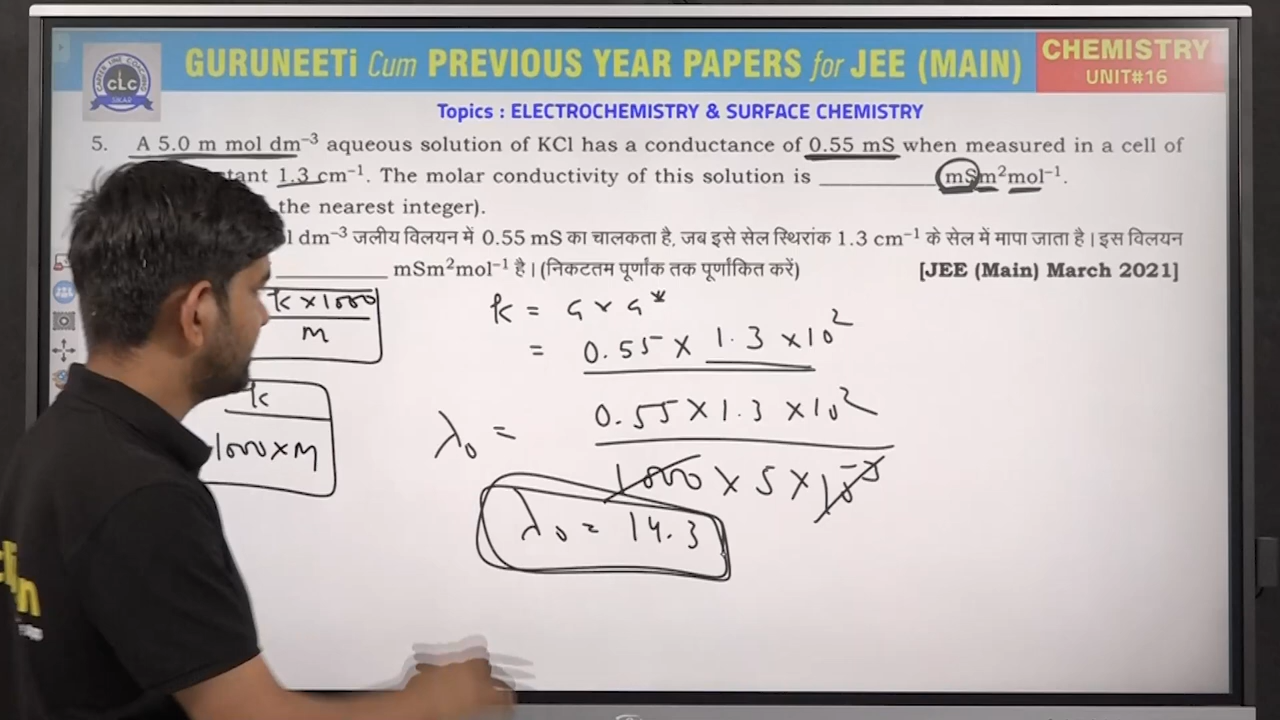 GURUNEETi Cum PREVIOUS YEAR PAPERS for JEE (MAIN)
CHEMISTRY
UNIT#16
CLC
SIKAR
Topics : ELECTROCHEMISTRY & SURFACE CHEMISTRY
5. A 5.0 m mol dm⁻³ aqueous solution of KCl has a conductance of 0.55 mS when measured in a cell of
tant 1.3 cm⁻¹. The molar conductivity of this solution is __________ mSm²mol⁻¹.
the nearest integer).
l dm⁻³ जलीय विलयन में 0.55 mS का चालकता है, जब इसे सेल स्थिरांक 1.3 cm⁻¹ के सेल में मापा जाता है। इस विलयन
__________ mSm²mol⁻¹ है। (निकटतम पूर्णांक तक पूर्णांकित करें) [JEE (Main) March 2021]
k × 1000
M
k
1000 × M
k = G × G*
= 0.55 × 1.3 × 10²
λ₀ = 0.55 × 1.3 × 10²
1000 × 5 × 10⁻³
λ₀ = 14.3